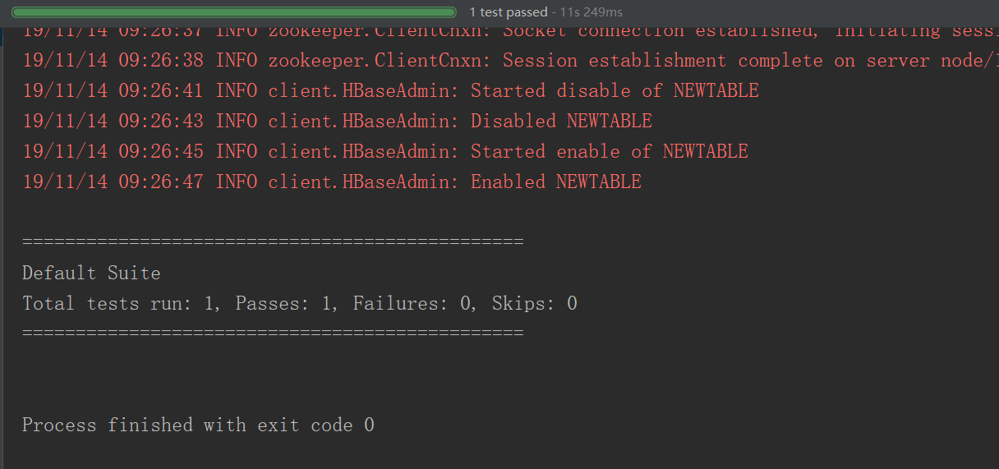 1 test passed - 11s 249ms
19/11/14 09:26:37 INFO zookeeper.ClientCnxn: Socket connection established, initiating sessi
19/11/14 09:26:38 INFO zookeeper.ClientCnxn: Session establishment complete on server node/1
19/11/14 09:26:41 INFO client.HBaseAdmin: Started disable of NEWTABLE
19/11/14 09:26:43 INFO client.HBaseAdmin: Disabled NEWTABLE
19/11/14 09:26:45 INFO client.HBaseAdmin: Started enable of NEWTABLE
19/11/14 09:26:47 INFO client.HBaseAdmin: Enabled NEWTABLE
===============================================
Default Suite
Total tests run: 1, Passes: 1, Failures: 0, Skips: 0
===============================================
Process finished with exit code 0